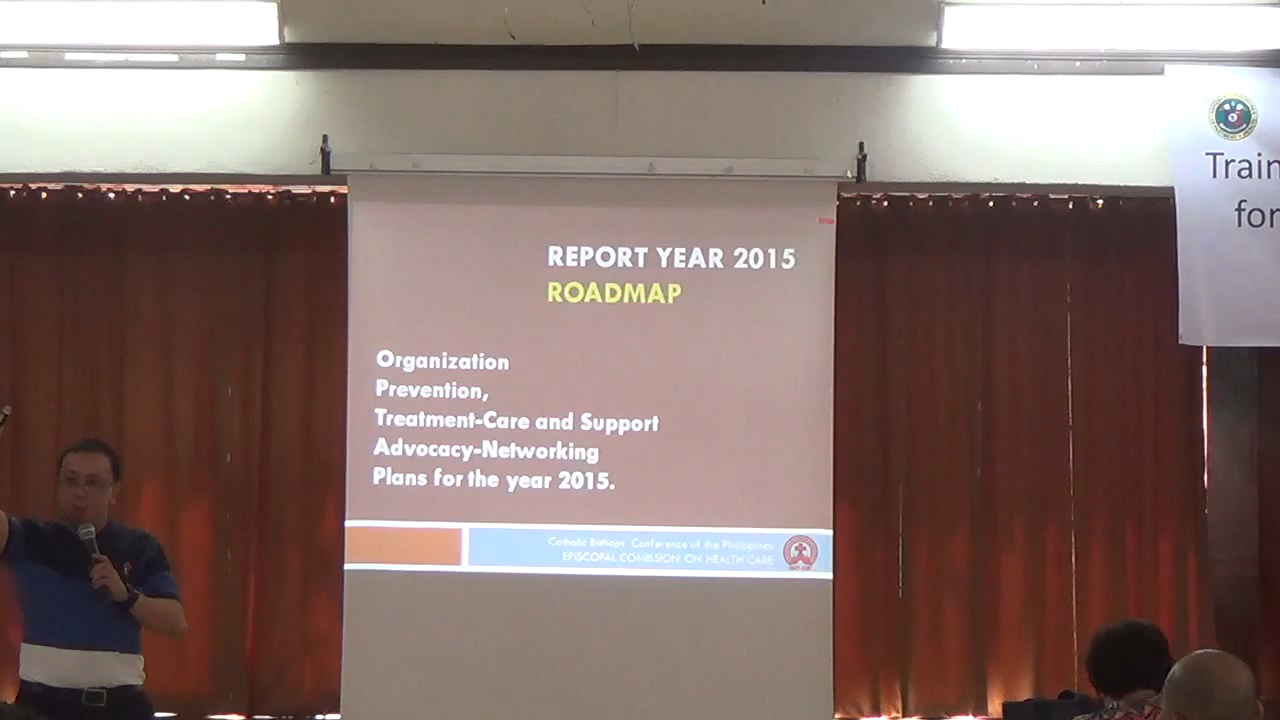 REPORT YEAR 2015
ROADMAP
Organization
Prevention,
Treatment-Care and Support
Advocacy-Networking
Plans for the year 2015.
Catholic Bishops' Conference of the Philippines
EPISCOPAL COMISSION ON HEALTH CARE
Train
for